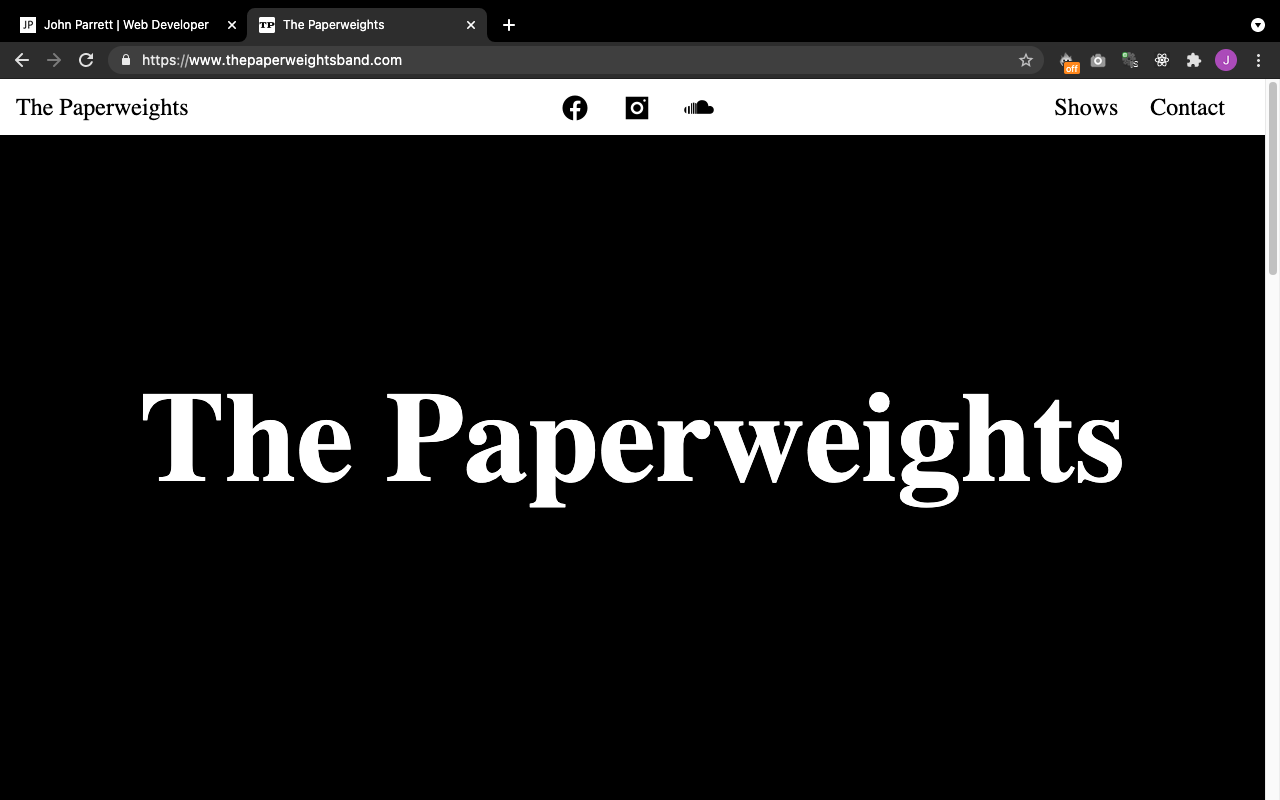 JP John Parrett | Web Developer
TP The Paperweights
https://www.thepaperweightsband.com
off
S
J
The Paperweights
Shows
Contact
The Paperweights